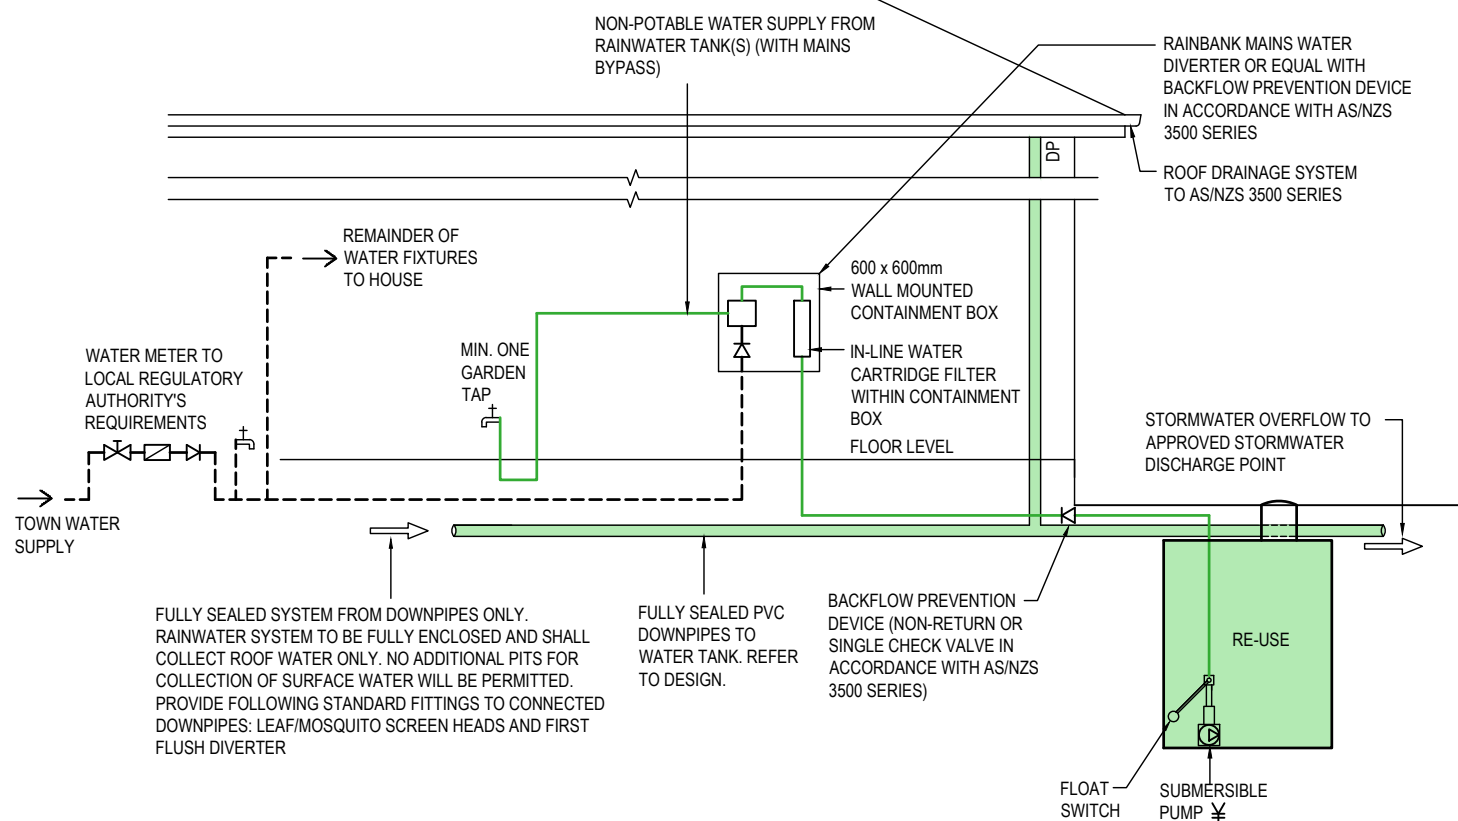 NON-POTABLE WATER SUPPLY FROM
RAINWATER TANK(S) (WITH MAINS
BYPASS)
RAINBANK MAINS WATER
DIVERTER OR EQUAL WITH
BACKFLOW PREVENTION DEVICE
IN ACCORDANCE WITH AS/NZS
3500 SERIES
DP
ROOF DRAINAGE SYSTEM
TO AS/NZS 3500 SERIES
REMAINDER OF
WATER FIXTURES
TO HOUSE
600 x 600mm
WALL MOUNTED
CONTAINMENT BOX
WATER METER TO
LOCAL REGULATORY
AUTHORITY'S
REQUIREMENTS
MIN. ONE
GARDEN
TAP
IN-LINE WATER
CARTRIDGE FILTER
WITHIN CONTAINMENT
BOX
FLOOR LEVEL
STORMWATER OVERFLOW TO
APPROVED STORMWATER
DISCHARGE POINT
TOWN WATER
SUPPLY
FULLY SEALED SYSTEM FROM DOWNPIPES ONLY.
RAINWATER SYSTEM TO BE FULLY ENCLOSED AND SHALL
COLLECT ROOF WATER ONLY. NO ADDITIONAL PITS FOR
COLLECTION OF SURFACE WATER WILL BE PERMITTED.
PROVIDE FOLLOWING STANDARD FITTINGS TO CONNECTED
DOWNPIPES: LEAF/MOSQUITO SCREEN HEADS AND FIRST
FLUSH DIVERTER
FULLY SEALED PVC
DOWNPIPES TO
WATER TANK. REFER
TO DESIGN.
BACKFLOW PREVENTION
DEVICE (NON-RETURN OR
SINGLE CHECK VALVE IN
ACCORDANCE WITH AS/NZS
3500 SERIES)
RE-USE
FLOAT
SWITCH
SUBMERSIBLE
PUMP ¥